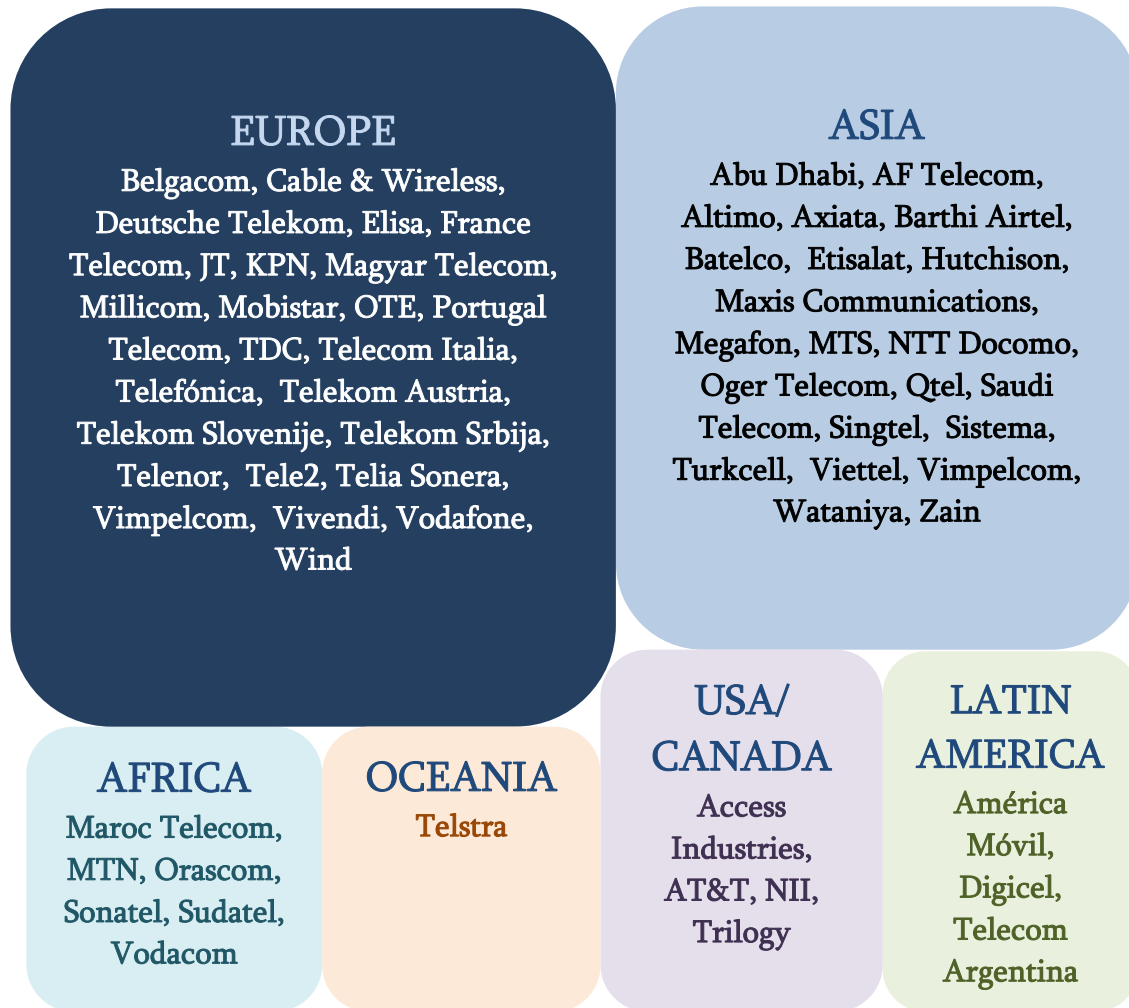 EUROPE
Belgacom, Cable & Wireless,
Deutsche Telekom, Elisa, France
Telecom, JT, KPN, Magyar Telecom,
Millicom, Mobistar, OTE, Portugal
Telecom, TDC, Telecom Italia,
Telefónica, Telekom Austria,
Telekom Slovenije, Telekom Srbija,
Telenor, Tele2, Telia Sonera,
Vimpelcom, Vivendi, Vodafone,
Wind
ASIA
Abu Dhabi, AF Telecom,
Altimo, Axiata, Barthi Airtel,
Batelco, Etisalat, Hutchison,
Maxis Communications,
Megafon, MTS, NTT Docomo,
Oger Telecom, Qtel, Saudi
Telecom, Singtel, Sistema,
Turkcell, Viettel, Vimpelcom,
Wataniya, Zain
AFRICA
Maroc Telecom,
MTN, Orascom,
Sonatel, Sudatel,
Vodacom
OCEANIA
Telstra
USA/
CANADA
Access
Industries,
AT&T, NII,
Trilogy
LATIN
AMERICA
América
Móvil,
Digicel,
Telecom
Argentina